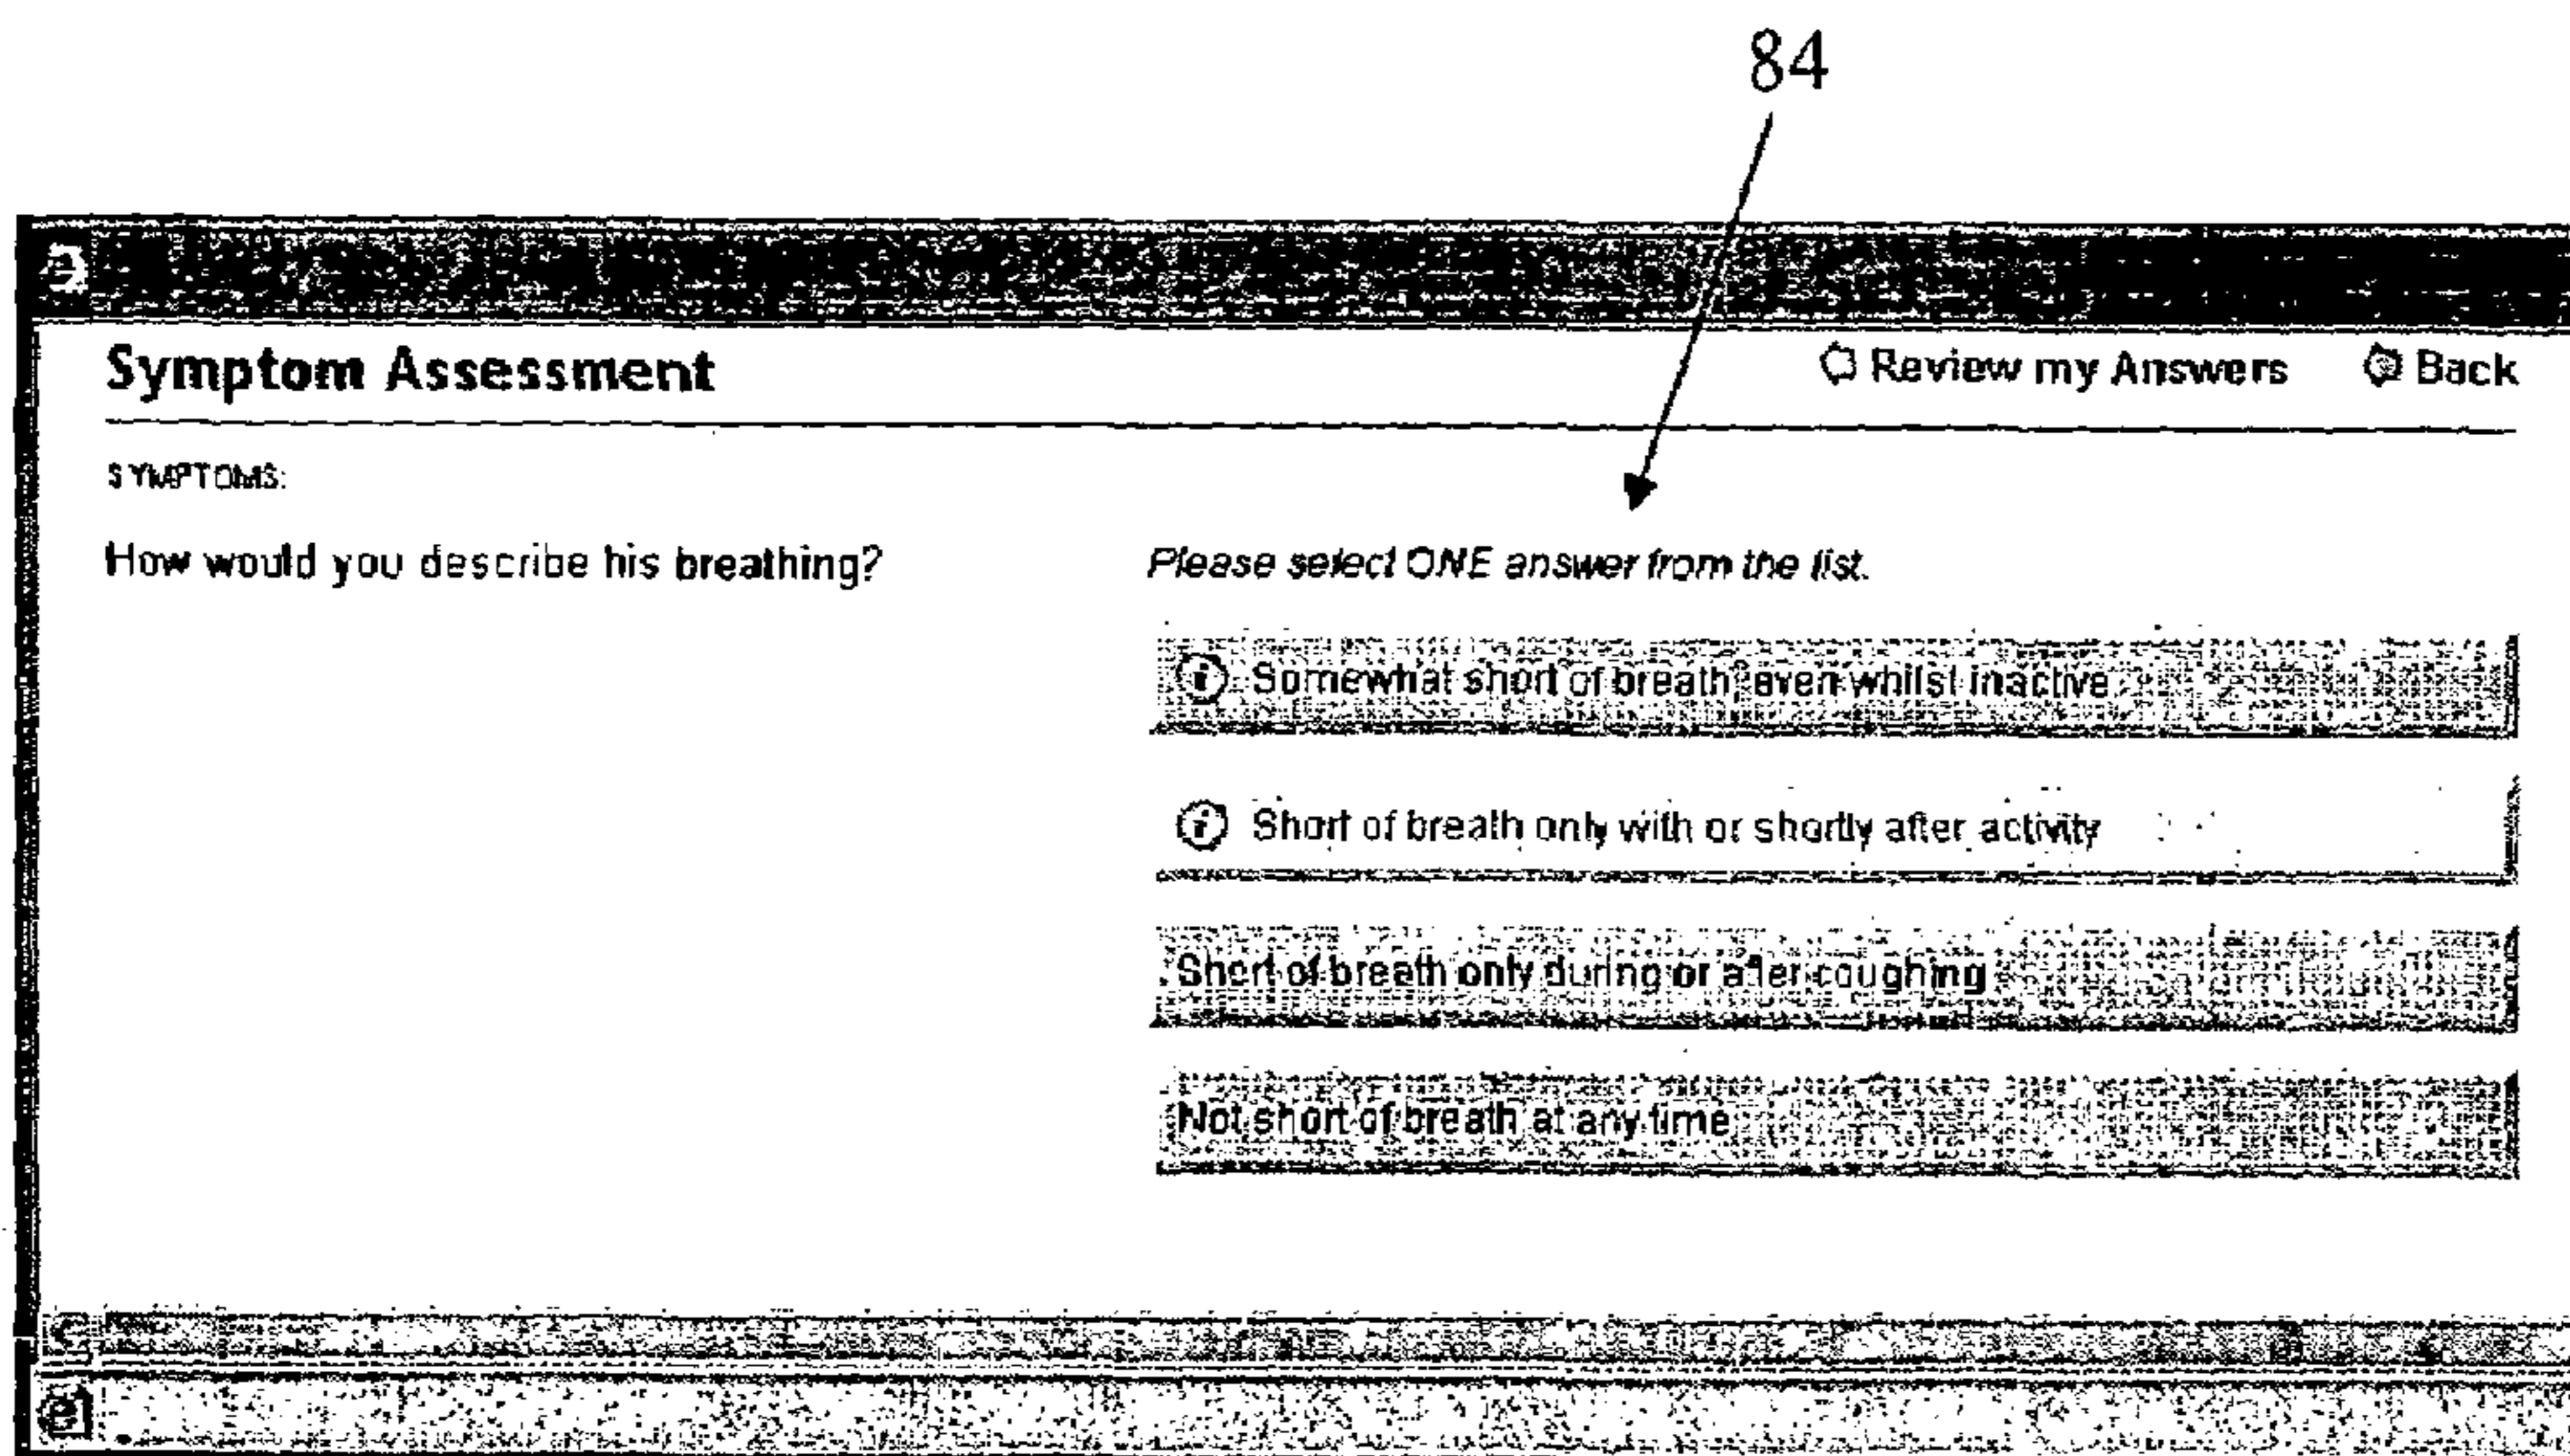 84
Symptom Assessment
Review my Answers Back
SYMPTOMS:
How would you describe his breathing?
Please select ONE answer from the list.
i Somewhat short of breath, even whilst inactive
i Short of breath only with or shortly after activity
Short of breath only during or after coughing
Not short of breath at any time